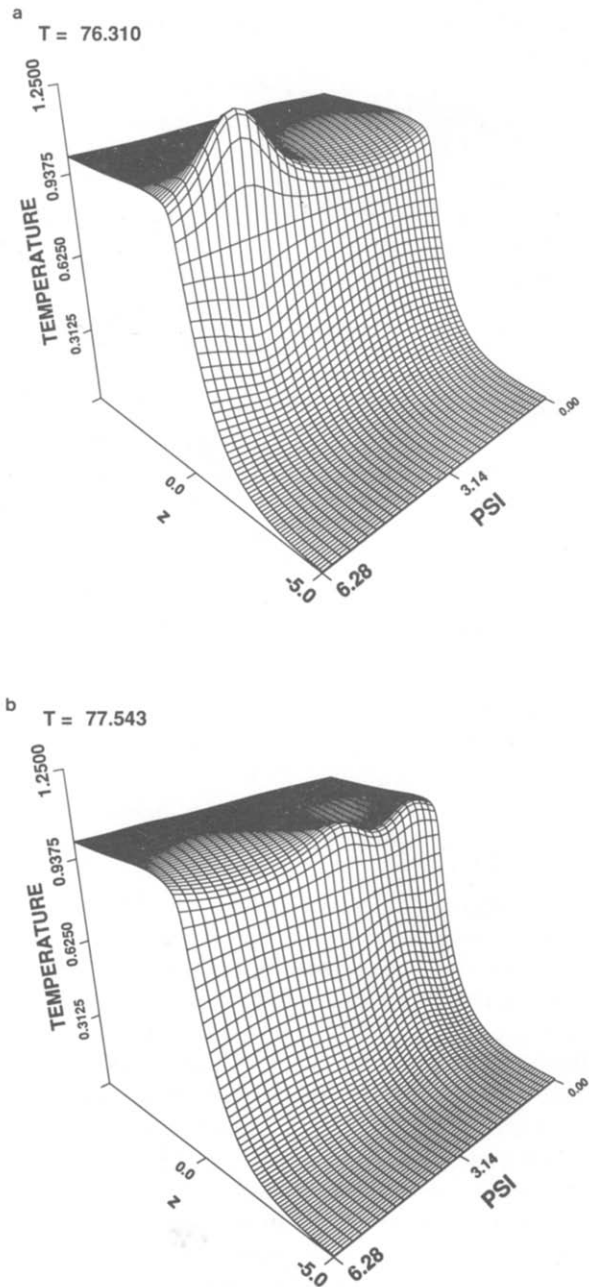 a
T = 76.310
1.2500
0.9375
0.6250
0.3125
TEMPERATURE
0.0
z
-5.0
6.28
3.14
0.00
PSI
b
T = 77.543
1.2500
0.9375
0.6250
0.3125
TEMPERATURE
0.0
z
-5.0
6.28
3.14
0.00
PSI